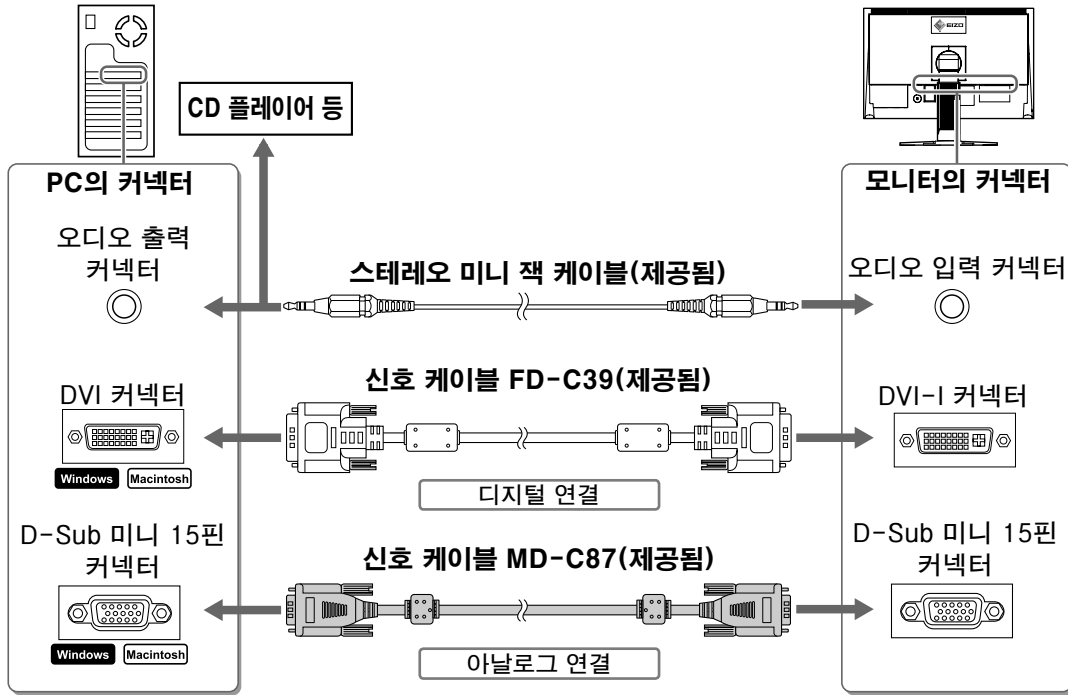 EIZO
CD 플레이어 등
PC의 커넥터
모니터의 커넥터
오디오 출력
커넥터
스테레오 미니 잭 케이블(제공됨)
오디오 입력 커넥터
신호 케이블 FD-C39(제공됨)
DVI 커넥터
DVI-I 커넥터
Windows Macintosh
디지털 연결
D-Sub 미니 15핀
커넥터
신호 케이블 MD-C87(제공됨)
D-Sub 미니 15핀
커넥터
Windows Macintosh
아날로그 연결